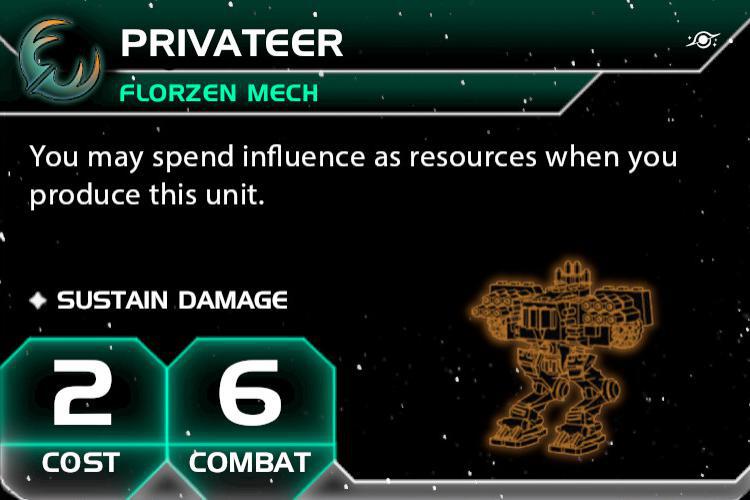 PRIVATEER
FLORZEN MECH
You may spend influence as resources when you
produce this unit.
SUSTAIN DAMAGE
2 6
COST COMBAT